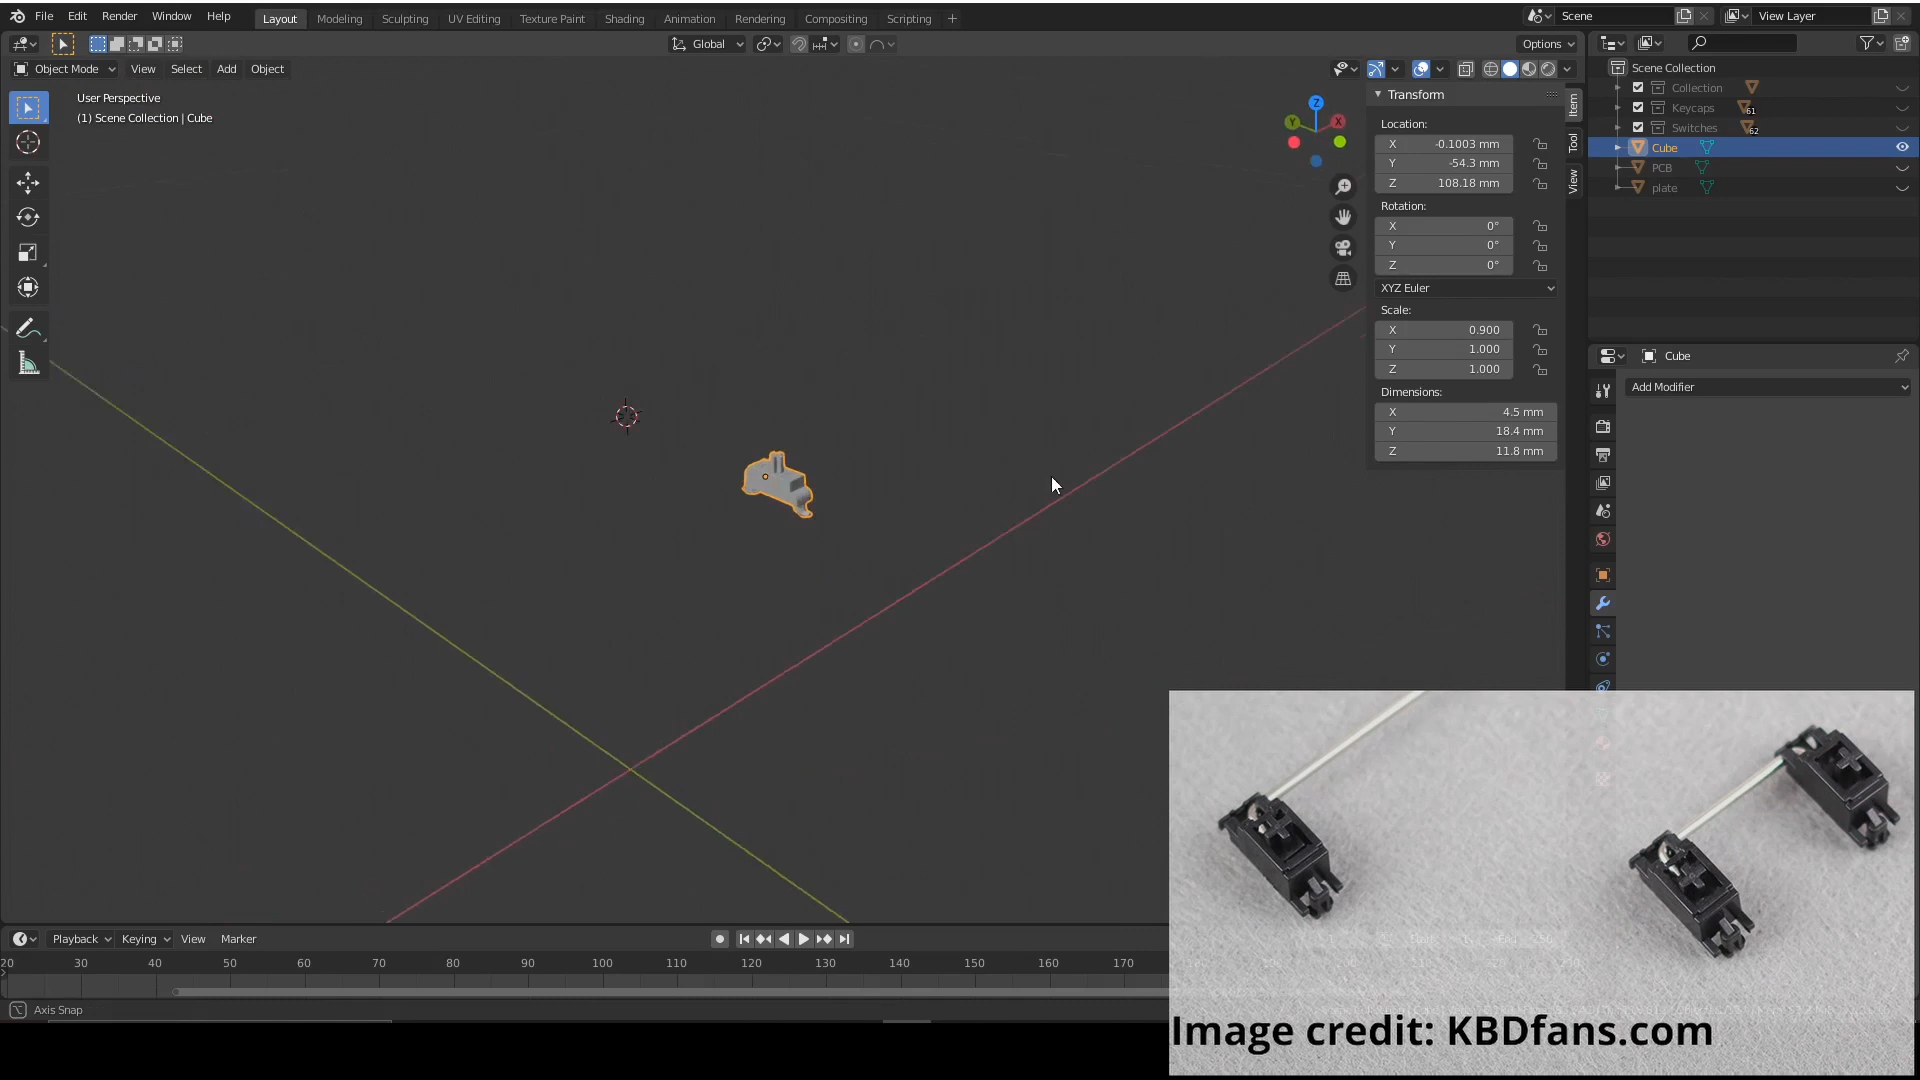 File Edit Render Window Help Layout Modeling Sculpting UV Editing Texture Paint Shading Animation Rendering Compositing Scripting + Scene View Layer
Global Options
Object Mode View Select Add Object
User Perspective
(1) Scene Collection | Cube
Z
Y
X
Transform
Location:
X -0.1003 mm
Y -54.3 mm
Z 108.18 mm
Rotation:
X 0°
Y 0°
Z 0°
XYZ Euler
Scale:
X 0.900
Y 1.000
Z 1.000
Dimensions:
X 4.5 mm
Y 18.4 mm
Z 11.8 mm
Item
Tool
View
Scene Collection
Collection
Keycaps 61
Switches 62
Cube
PCB
plate
Cube
Add Modifier
Playback Keying View Marker
20 30 40 50 60 70 80 90 100 110 120 130 140 150 160 170
Axis Snap
Image credit: KBDfans.com